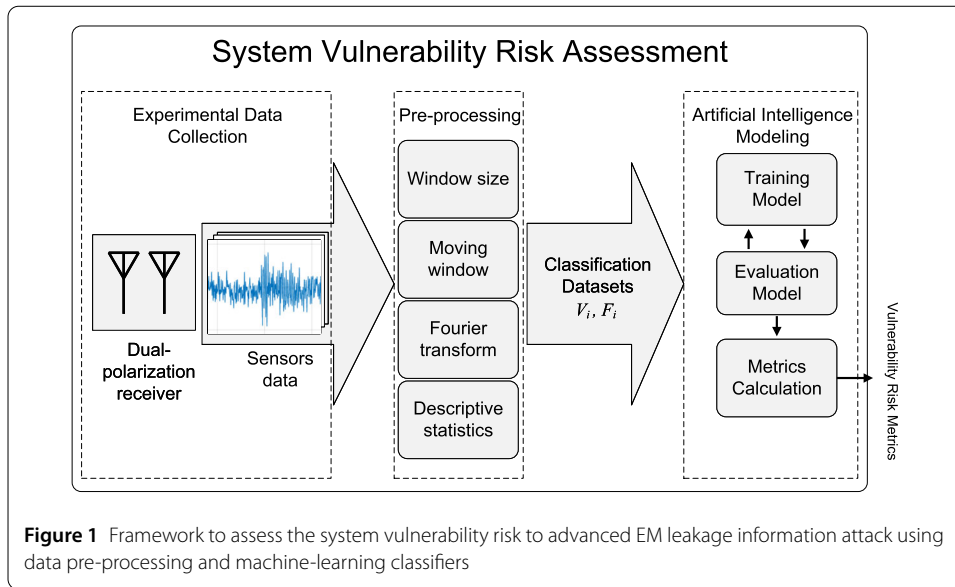 System Vulnerability Risk Assessment
Experimental Data
Collection
Dual-
polarization
receiver
Sensors
data
Pre-processing
Window size
Moving
window
Fourier
transform
Descriptive
statistics
Classification
Datasets
V_i, F_i
Artificial Intelligence
Modeling
Training
Model
Evaluation
Model
Metrics
Calculation
Vulnerability Risk Metrics
Figure 1 Framework to assess the system vulnerability risk to advanced EM leakage information attack using
data pre-processing and machine-learning classifiers